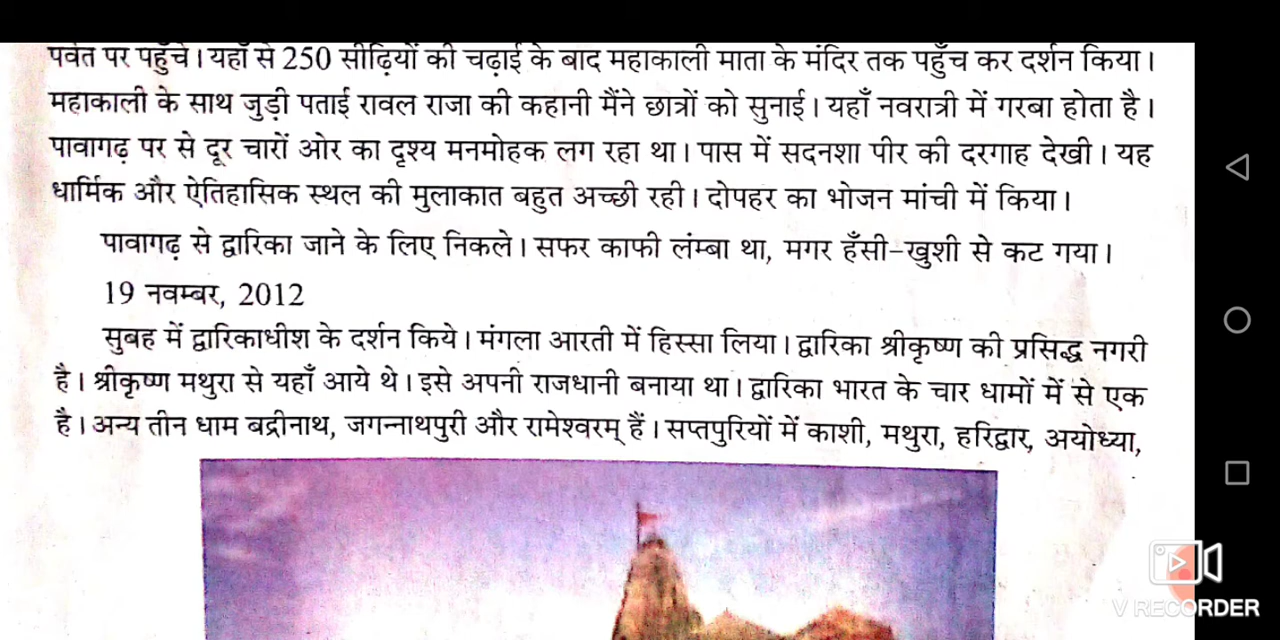 पर्वत पर पहुँचे। यहाँ से 250 सीढ़ियों की चढ़ाई के बाद महाकाली माता के मंदिर तक पहुँच कर दर्शन किया।
महाकाली के साथ जुड़ी पताई रावल राजा की कहानी मैंने छात्रों को सुनाई। यहाँ नवरात्री में गरबा होता है।
पावागढ़ पर से दूर चारों ओर का दृश्य मनमोहक लग रहा था। पास में सदनशा पीर की दरगाह देखी। यह
धार्मिक और ऐतिहासिक स्थल की मुलाकात बहुत अच्छी रही। दोपहर का भोजन मांची में किया।
पावागढ़ से द्वारिका जाने के लिए निकले। सफर काफी लंम्बा था, मगर हँसी-खुशी से कट गया।
19 नवम्बर, 2012
सुबह में द्वारिकाधीश के दर्शन किये। मंगला आरती में हिस्सा लिया। द्वारिका श्रीकृष्ण की प्रसिद्ध नगरी
है। श्रीकृष्ण मथुरा से यहाँ आये थे। इसे अपनी राजधानी बनाया था। द्वारिका भारत के चार धामों में से एक
है। अन्य तीन धाम बद्रीनाथ, जगन्नाथपुरी और रामेश्वरम् हैं। सप्तपुरियों में काशी, मथुरा, हरिद्वार, अयोध्या,
V RECORDER